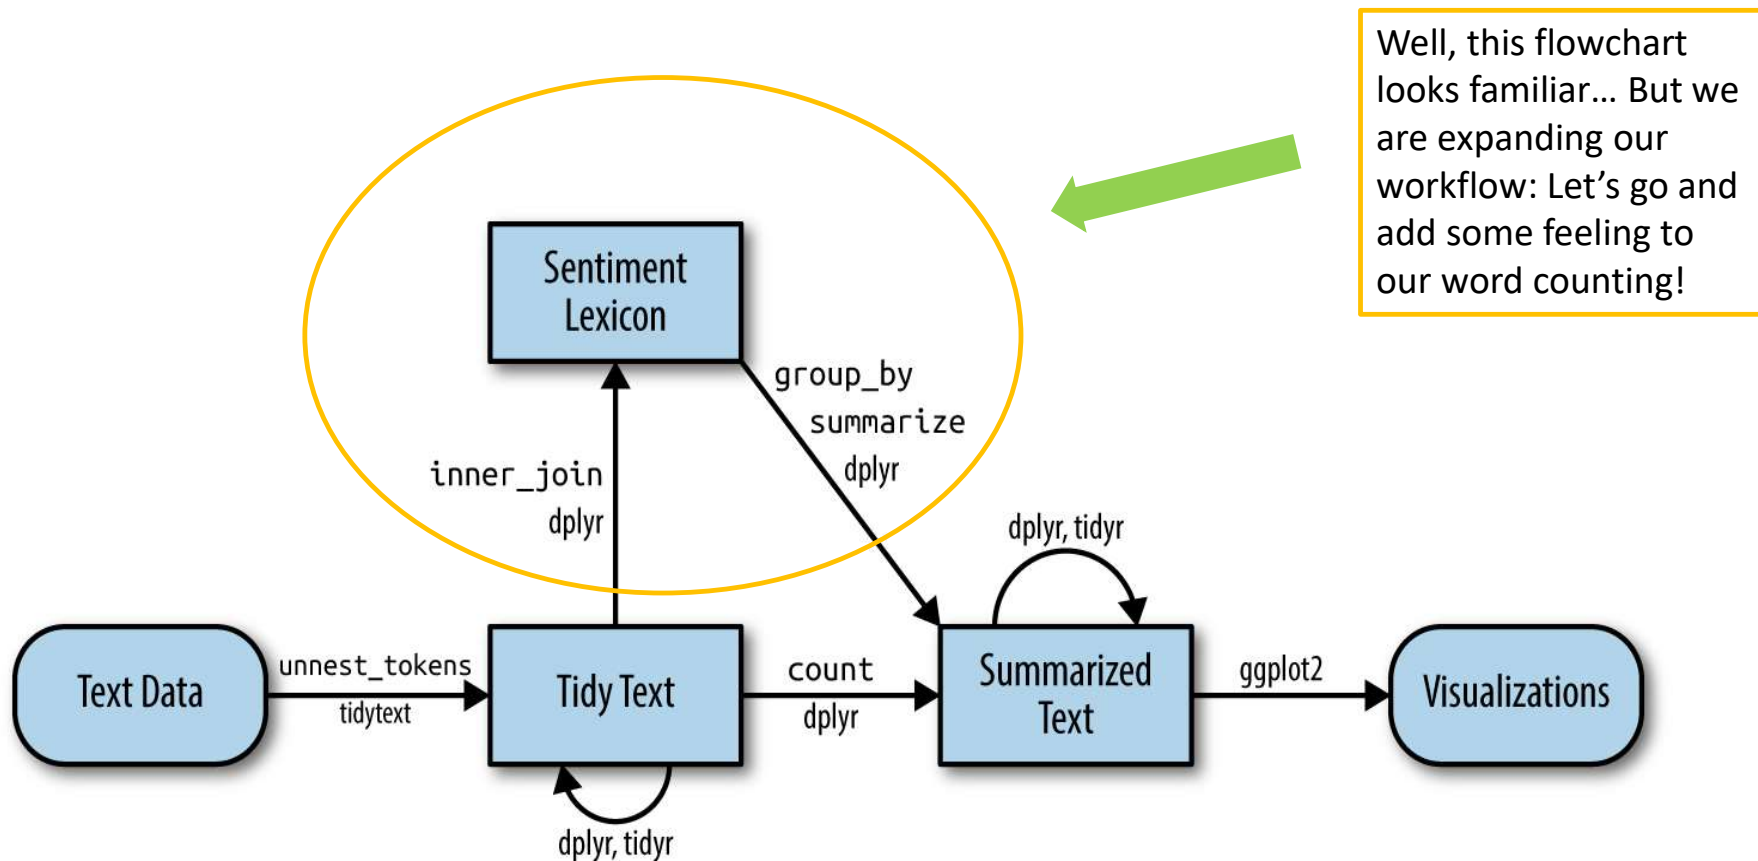 Well, this flowchart
looks familiar… But we
are expanding our
workflow: Let’s go and
add some feeling to
our word counting!
Sentiment
Lexicon
group_by
summarize
dplyr
inner_join
dplyr
dplyr, tidyr
Text Data
unnest_tokens
tidytext
Tidy Text
count
dplyr
Summarized
Text
ggplot2
Visualizations
dplyr, tidyr